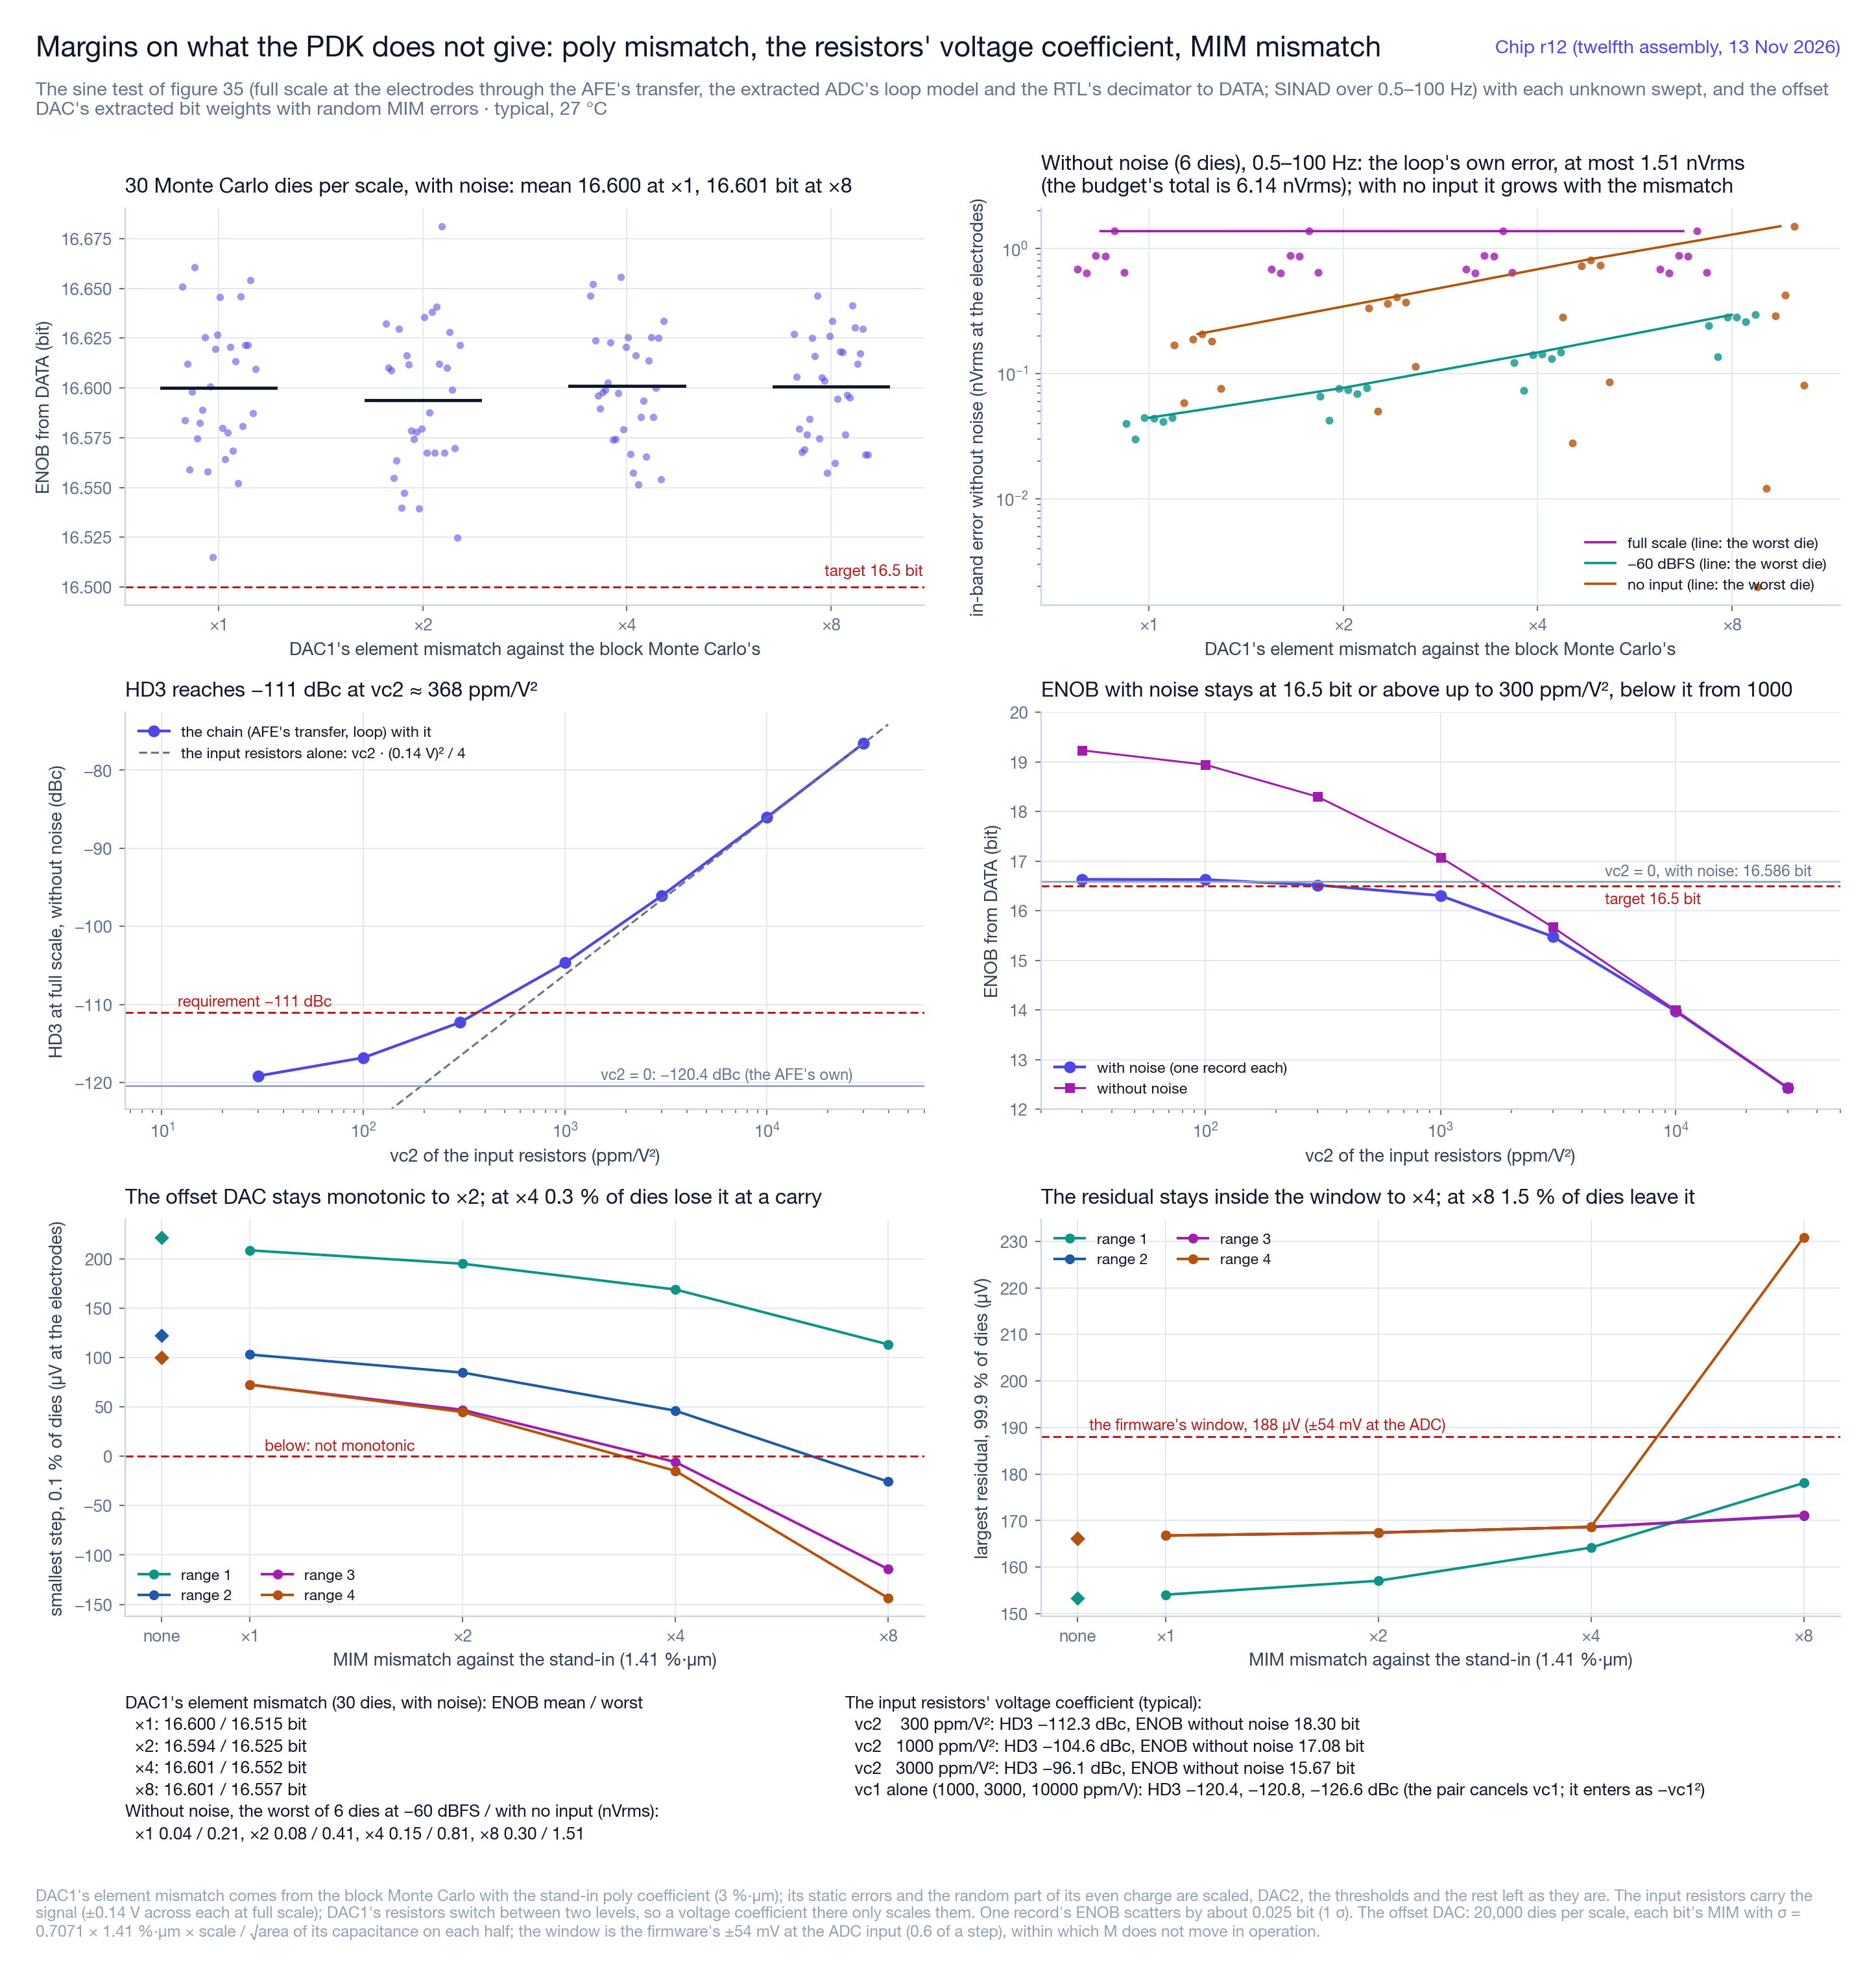 Margins on what the PDK does not give: poly mismatch, the resistors' voltage coefficient, MIM mismatch
Chip r12 (twelfth assembly, 13 Nov 2026)
The sine test of figure 35 (full scale at the electrodes through the AFE's transfer, the extracted ADC's loop model and the RTL's decimator to DATA; SINAD over 0.5–100 Hz) with each unknown swept, and the offset
DAC's extracted bit weights with random MIM errors · typical, 27 °C
30 Monte Carlo dies per scale, with noise: mean 16.600 at ×1, 16.601 bit at ×8
ENOB from DATA (bit)
16.675
16.650
16.625
16.600
16.575
16.550
16.525
16.500
target 16.5 bit
×1
×2
×4
×8
DAC1's element mismatch against the block Monte Carlo's
Without noise (6 dies), 0.5–100 Hz: the loop's own error, at most 1.51 nVrms
(the budget's total is 6.14 nVrms); with no input it grows with the mismatch
in-band error without noise (nVrms at the electrodes)
10⁰
10⁻¹
10⁻²
full scale (line: the worst die)
−60 dBFS (line: the worst die)
no input (line: the worst die)
×1
×2
×4
×8
DAC1's element mismatch against the block Monte Carlo's
HD3 reaches −111 dBc at vc2 ≈ 368 ppm/V²
HD3 at full scale, without noise (dBc)
the chain (AFE's transfer, loop) with it
the input resistors alone: vc2 · (0.14 V)² / 4
−80
−90
−100
−110
−120
requirement −111 dBc
vc2 = 0: −120.4 dBc (the AFE's own)
10¹
10²
10³
10⁴
vc2 of the input resistors (ppm/V²)
ENOB with noise stays at 16.5 bit or above up to 300 ppm/V², below it from 1000
ENOB from DATA (bit)
20
19
18
17
16
15
14
13
12
vc2 = 0, with noise: 16.586 bit
target 16.5 bit
with noise (one record each)
without noise
10²
10³
10⁴
vc2 of the input resistors (ppm/V²)
The offset DAC stays monotonic to ×2; at ×4 0.3 % of dies lose it at a carry
smallest step, 0.1 % of dies (µV at the electrodes)
200
150
100
50
0
−50
−100
−150
below: not monotonic
range 1
range 2
range 3
range 4
none
×1
×2
×4
×8
MIM mismatch against the stand-in (1.41 %·µm)
The residual stays inside the window to ×4; at ×8 1.5 % of dies leave it
largest residual, 99.9 % of dies (µV)
range 1
range 2
range 3
range 4
230
220
210
200
190
180
170
160
150
the firmware's window, 188 µV (±54 mV at the ADC)
none
×1
×2
×4
×8
MIM mismatch against the stand-in (1.41 %·µm)
DAC1's element mismatch (30 dies, with noise): ENOB mean / worst
×1: 16.600 / 16.515 bit
×2: 16.594 / 16.525 bit
×4: 16.601 / 16.552 bit
×8: 16.601 / 16.557 bit
Without noise, the worst of 6 dies at −60 dBFS / with no input (nVrms):
×1 0.04 / 0.21, ×2 0.08 / 0.41, ×4 0.15 / 0.81, ×8 0.30 / 1.51
The input resistors' voltage coefficient (typical):
vc2 300 ppm/V²: HD3 −112.3 dBc, ENOB without noise 18.30 bit
vc2 1000 ppm/V²: HD3 −104.6 dBc, ENOB without noise 17.08 bit
vc2 3000 ppm/V²: HD3 −96.1 dBc, ENOB without noise 15.67 bit
vc1 alone (1000, 3000, 10000 ppm/V): HD3 −120.4, −120.8, −126.6 dBc (the pair cancels vc1; it enters as −vc1²)
DAC1's element mismatch comes from the block Monte Carlo with the stand-in poly coefficient (3 %·µm); its static errors and the random part of its even charge are scaled, DAC2, the thresholds and the rest left as they are. The input resistors carry the
signal (±0.14 V across each at full scale); DAC1's resistors switch between two levels, so a voltage coefficient there only scales them. One record's ENOB scatters by about 0.025 bit (1 σ). The offset DAC: 20,000 dies per scale, each bit's MIM with σ =
0.7071 × 1.41 %·µm × scale / √area of its capacitance on each half; the window is the firmware's ±54 mV at the ADC input (0.6 of a step), within which M does not move in operation.